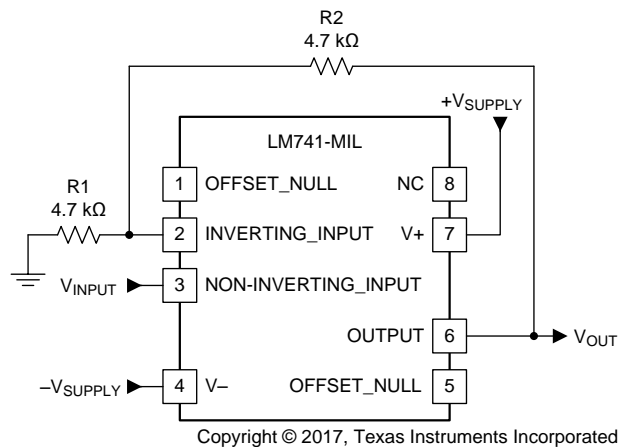 R2
4.7 kΩ
+VSUPPLY
LM741-MIL
1 OFFSET_NULL NC 8
R1
4.7 kΩ
2 INVERTING_INPUT V+ 7
VINPUT 3 NON-INVERTING_INPUT
OUTPUT 6 VOUT
–VSUPPLY 4 V– OFFSET_NULL 5
Copyright © 2017, Texas Instruments Incorporated